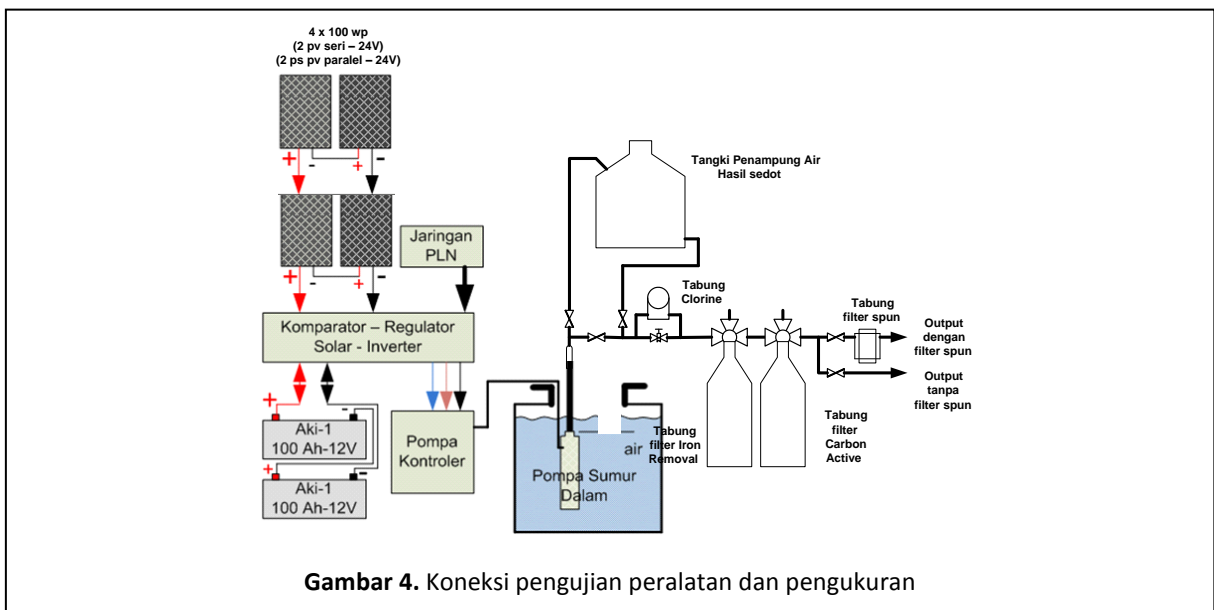 4 x 100 wp
(2 pv seri – 24V)
(2 ps pv paralel – 24V)
+
-
+
-
+
-
+
-
Jaringan
PLN
Komparator – Regulator
Solar - Inverter
+
-
Aki-1
100 Ah-12V
+
-
Aki-1
100 Ah-12V
Pompa
Kontroler
Tangki Penampung Air
Hasil sedot
Tabung
Clorine
Tabung
filter spun
Output
dengan
filter spun
Output
tanpa
filter spun
Tabung
filter Iron
Removal
air
Pompa Sumur
Dalam
Tabung
filter
Carbon
Active
Gambar 4. Koneksi pengujian peralatan dan pengukuran